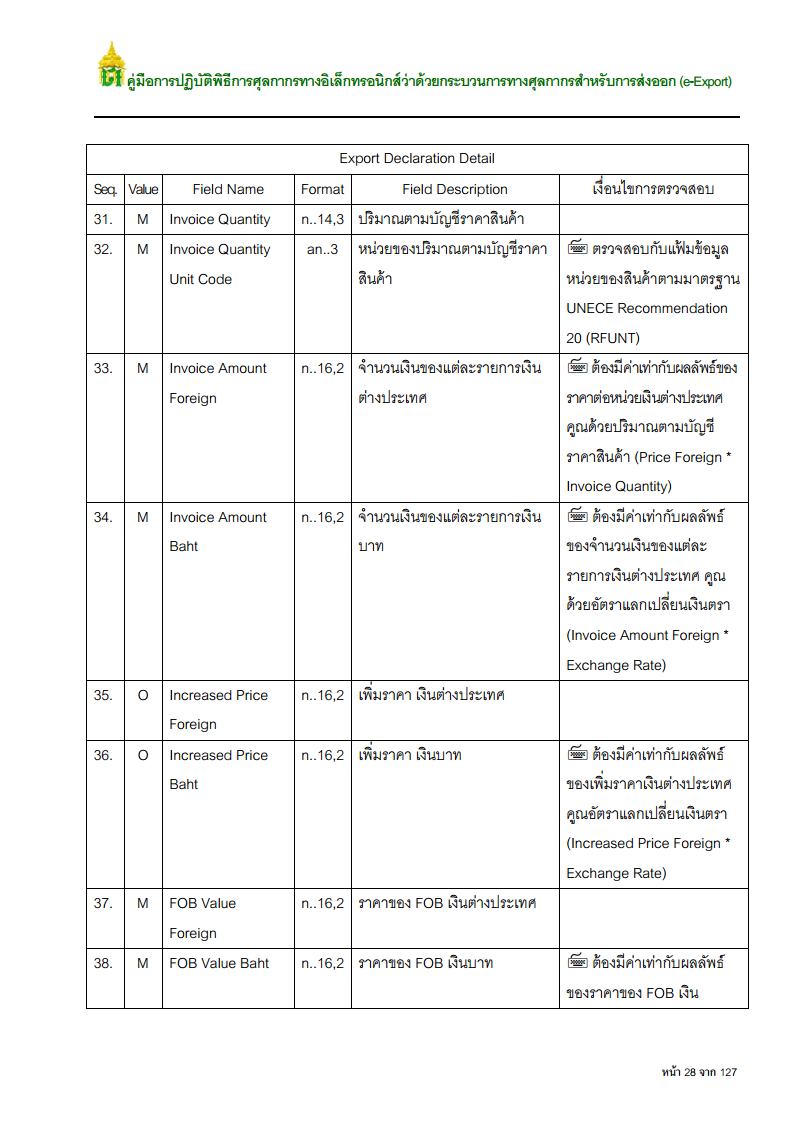 คู่มือการปฏิบัติพิธีการศุลกากรทางอิเล็กทรอนิกส์ว่าด้วยกระบวนการทางศุลกากรสำหรับการส่งออก (e-Export)
Export Declaration Detail
Seq. Value Field Name Format Field Description เงื่อนไขการตรวจสอบ
31. M Invoice Quantity n..14,3 ปริมาณตามบัญชีราคาสินค้า
32. M Invoice Quantity an..3 หน่วยของปริมาณตามบัญชีราคา ตรวจสอบกับแฟ้มข้อมูล
Unit Code สินค้า หน่วยของสินค้าตามมาตรฐาน
UNECE Recommendation
20 (RFUNT)
33. M Invoice Amount n..16,2 จำนวนเงินของแต่ละรายการเงิน ต้องมีค่าเท่ากับผลลัพธ์ของ
Foreign ต่างประเทศ ราคาต่อหน่วยเงินต่างประเทศ
คูณด้วยปริมาณตามบัญชี
ราคาสินค้า (Price Foreign *
Invoice Quantity)
34. M Invoice Amount n..16,2 จำนวนเงินของแต่ละรายการเงิน ต้องมีค่าเท่ากับผลลัพธ์
Baht บาท ของจำนวนเงินของแต่ละ
รายการเงินต่างประเทศ คูณ
ด้วยอัตราแลกเปลี่ยนเงินตรา
(Invoice Amount Foreign *
Exchange Rate)
35. O Increased Price n..16,2 เพิ่มราคา เงินต่างประเทศ
Foreign
36. O Increased Price n..16,2 เพิ่มราคา เงินบาท ต้องมีค่าเท่ากับผลลัพธ์
Baht ของเพิ่มราคาเงินต่างประเทศ
คูณอัตราแลกเปลี่ยนเงินตรา
(Increased Price Foreign *
Exchange Rate)
37. M FOB Value n..16,2 ราคาของ FOB เงินต่างประเทศ
Foreign
38. M FOB Value Baht n..16,2 ราคาของ FOB เงินบาท ต้องมีค่าเท่ากับผลลัพธ์
ของราคาของ FOB เงิน
หน้า 28 จาก 127